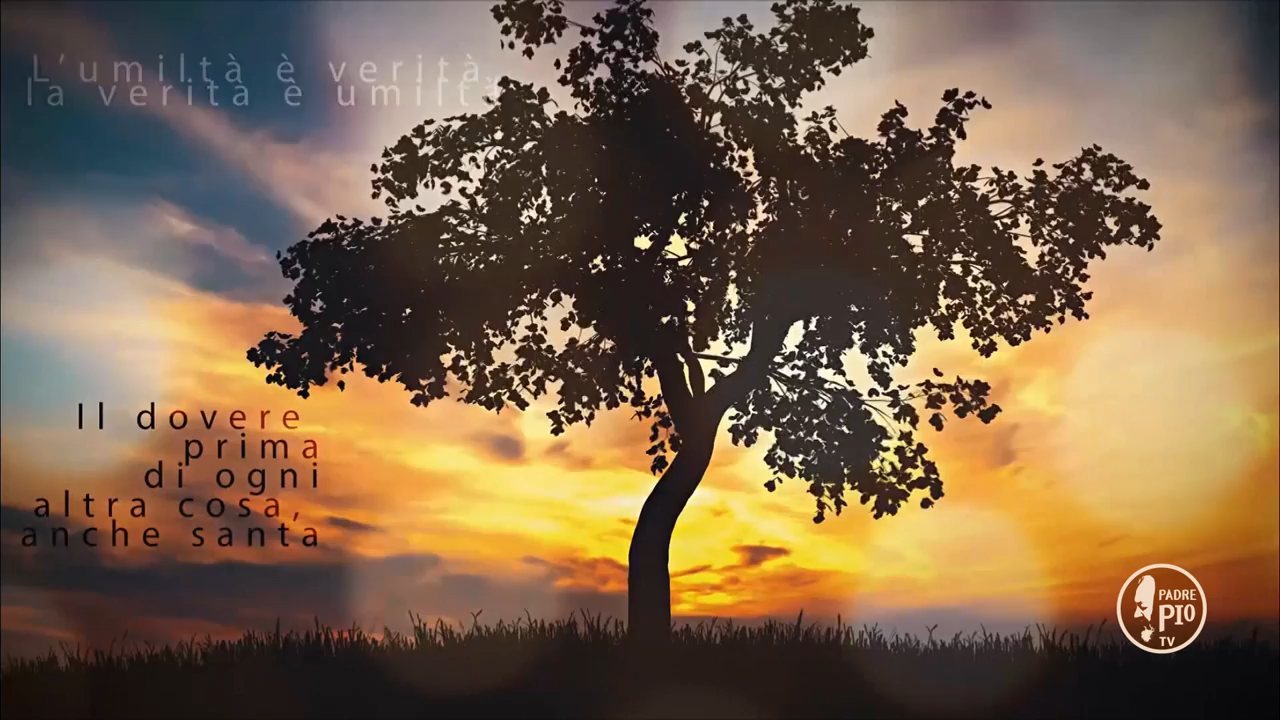 L'umiltà è verità,
la verità è umiltà
Il dovere
prima
di ogni
altra cosa,
anche santa
PADRE
PIO
TV